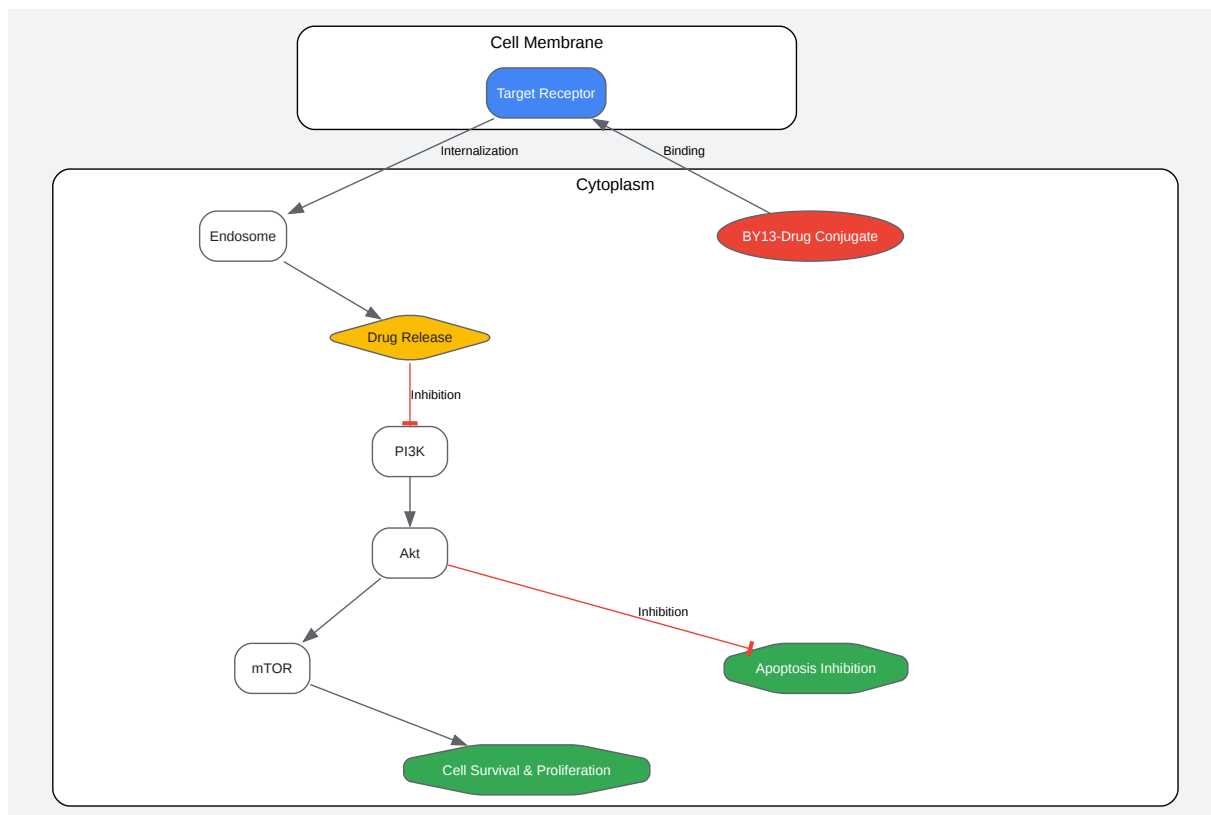 Cell Membrane
Target Receptor
Internalization
Binding
Cytoplasm
Endosome
BY13-Drug Conjugate
Drug Release
Inhibition
PI3K
Akt
Inhibition
mTOR
Apoptosis Inhibition
Cell Survival & Proliferation